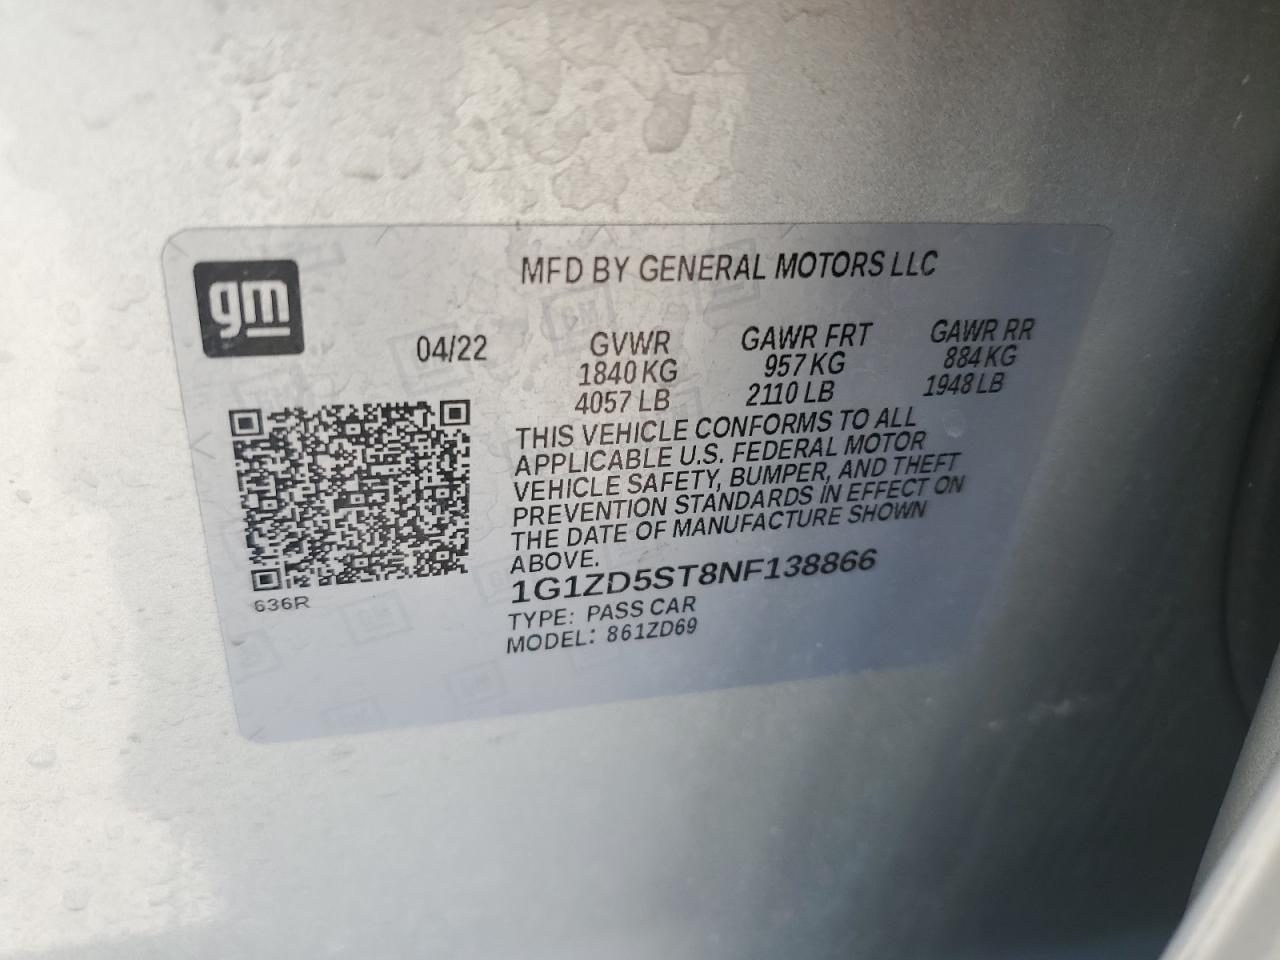 gm
MFD BY GENERAL MOTORS LLC
04/22 GVWR GAWR FRT GAWR RR
1840 KG 957 KG 884 KG
4057 LB 2110 LB 1948 LB
THIS VEHICLE CONFORMS TO ALL
APPLICABLE U.S. FEDERAL MOTOR
VEHICLE SAFETY, BUMPER, AND THEFT
PREVENTION STANDARDS IN EFFECT ON
THE DATE OF MANUFACTURE SHOWN
ABOVE.
1G1ZD5ST8NF138866
TYPE: PASS CAR
MODEL: 861ZD69
636R